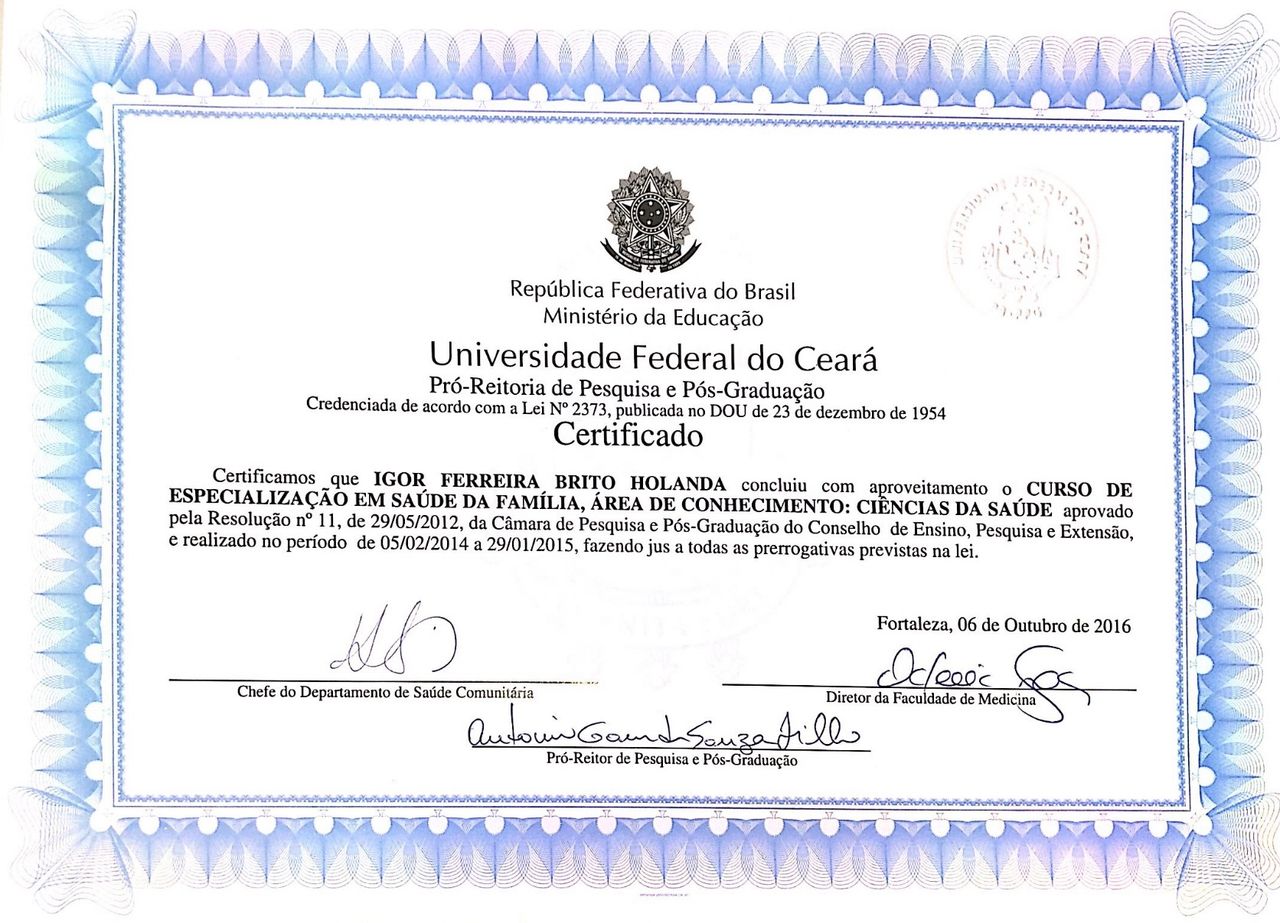 República Federativa do Brasil
Ministério da Educação
Universidade Federal do Ceará
Pró-Reitoria de Pesquisa e Pós-Graduação
Credenciada de acordo com a Lei Nº 2373, publicada no DOU de 23 de dezembro de 1954
Certificado
Certificamos que IGOR FERREIRA BRITO HOLANDA concluiu com aproveitamento o CURSO DE
ESPECIALIZAÇÃO EM SAÚDE DA FAMÍLIA, ÁREA DE CONHECIMENTO: CIÊNCIAS DA SAÚDE aprovado
pela Resolução nº 11, de 29/05/2012, da Câmara de Pesquisa e Pós-Graduação do Conselho de Ensino, Pesquisa e Extensão,
e realizado no período de 05/02/2014 a 29/01/2015, fazendo jus a todas as prerrogativas previstas na lei.
Fortaleza, 06 de Outubro de 2016
Chefe do Departamento de Saúde Comunitária
Diretor da Faculdade de Medicina
Souza Filho
Pró-Reitor de Pesquisa e Pós-Graduação